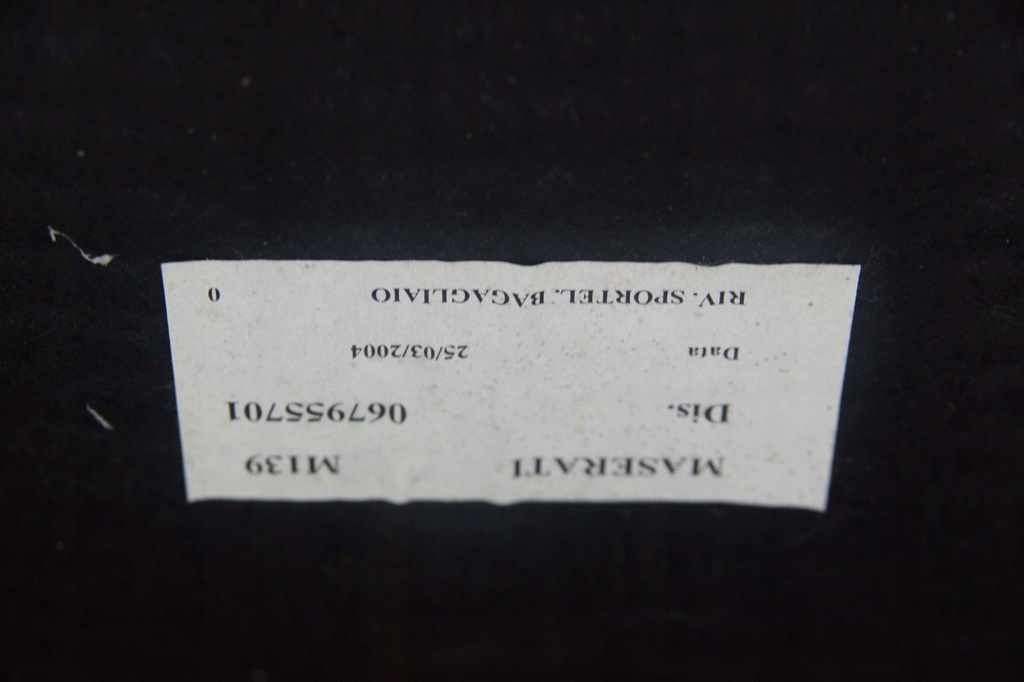 MASERATI M139
Dis. 067955701
Data 25/03/2004
RIV. SPORTEL. BAGAGLIAIO 0